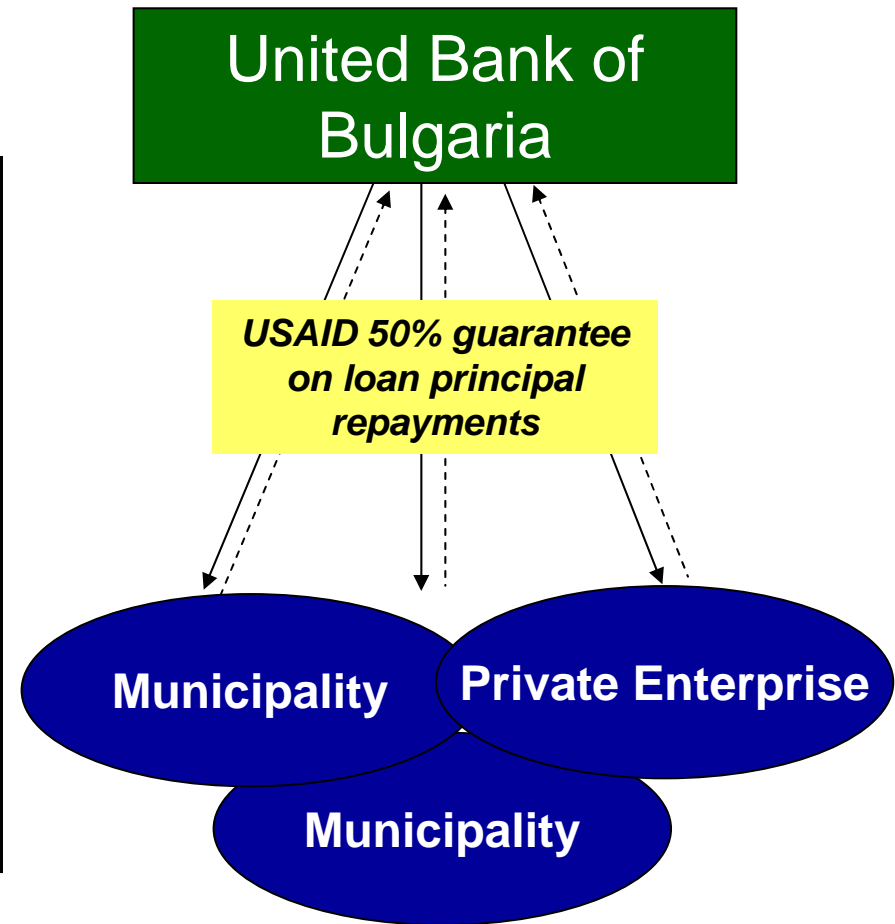 United Bank of
Bulgaria
USAID 50% guarantee
on loan principal
repayments
Municipality
Private Enterprise
Municipality